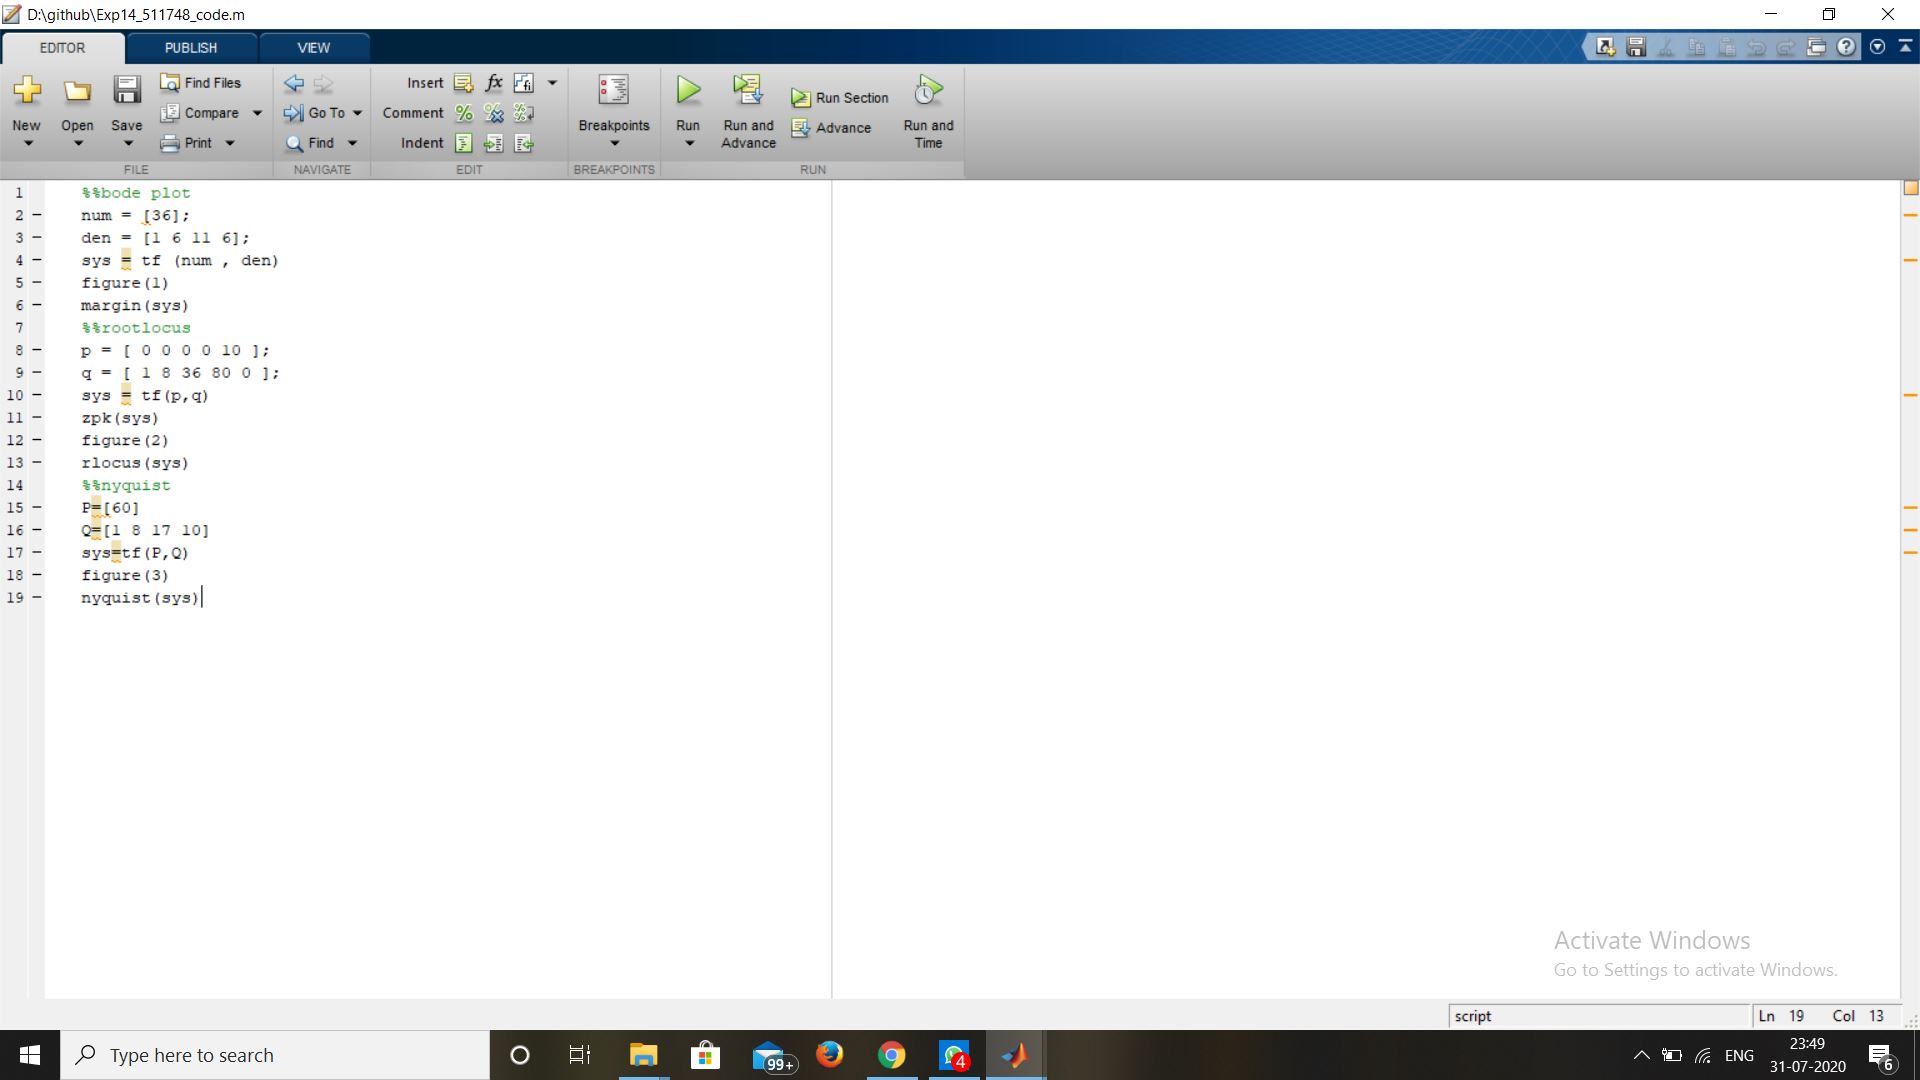 D:\github\Exp14_511748_code.m
EDITOR PUBLISH VIEW
New Open Save Find Files Compare Print
Go To Find
Insert fx fi
Comment % % %
Indent
Breakpoints
Run Run and Advance Run Section Advance Run and Time
FILE NAVIGATE EDIT BREAKPOINTS RUN
1 %%bode plot
2 – num = [36];
3 – den = [1 6 11 6];
4 – sys = tf (num , den)
5 – figure(1)
6 – margin(sys)
7 %%rootlocus
8 – p = [ 0 0 0 0 10 ];
9 – q = [ 1 8 36 80 0 ];
10 – sys = tf(p,q)
11 – zpk(sys)
12 – figure(2)
13 – rlocus(sys)
14 %%nyquist
15 – P=[60]
16 – Q=[1 8 17 10]
17 – sys=tf(P,Q)
18 – figure(3)
19 – nyquist(sys)
Activate Windows
Go to Settings to activate Windows.
script Ln 19 Col 13
Type here to search 99+ 4 ENG 23:49
31-07-2020 6